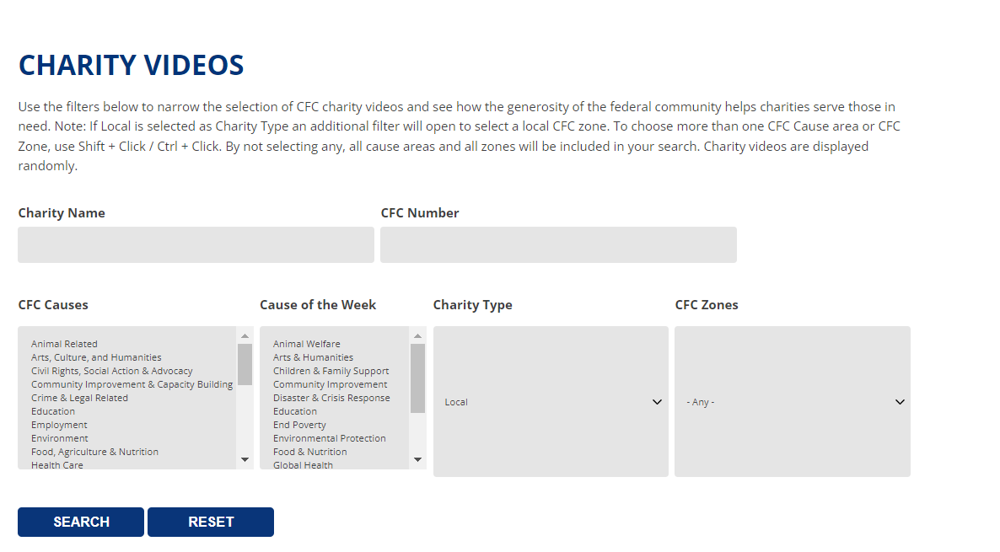 CHARITY VIDEOS
Use the filters below to narrow the selection of CFC charity videos and see how the generosity of the federal community helps charities serve those in
need. Note: If Local is selected as Charity Type an additional filter will open to select a local CFC zone. To choose more than one CFC Cause area or CFC
Zone, use Shift + Click / Ctrl + Click. By not selecting any, all cause areas and all zones will be included in your search. Charity videos are displayed
randomly.
Charity Name
CFC Number
CFC Causes
Animal Related
Arts, Culture, and Humanities
Civil Rights, Social Action & Advocacy
Community Improvement & Capacity Building
Crime & Legal Related
Education
Employment
Environment
Food, Agriculture & Nutrition
Health Care
Cause of the Week
Animal Welfare
Arts & Humanities
Children & Family Support
Community Improvement
Disaster & Crisis Response
Education
End Poverty
Environmental Protection
Food & Nutrition
Global Health
Charity Type
Local
CFC Zones
- Any -
SEARCH
RESET